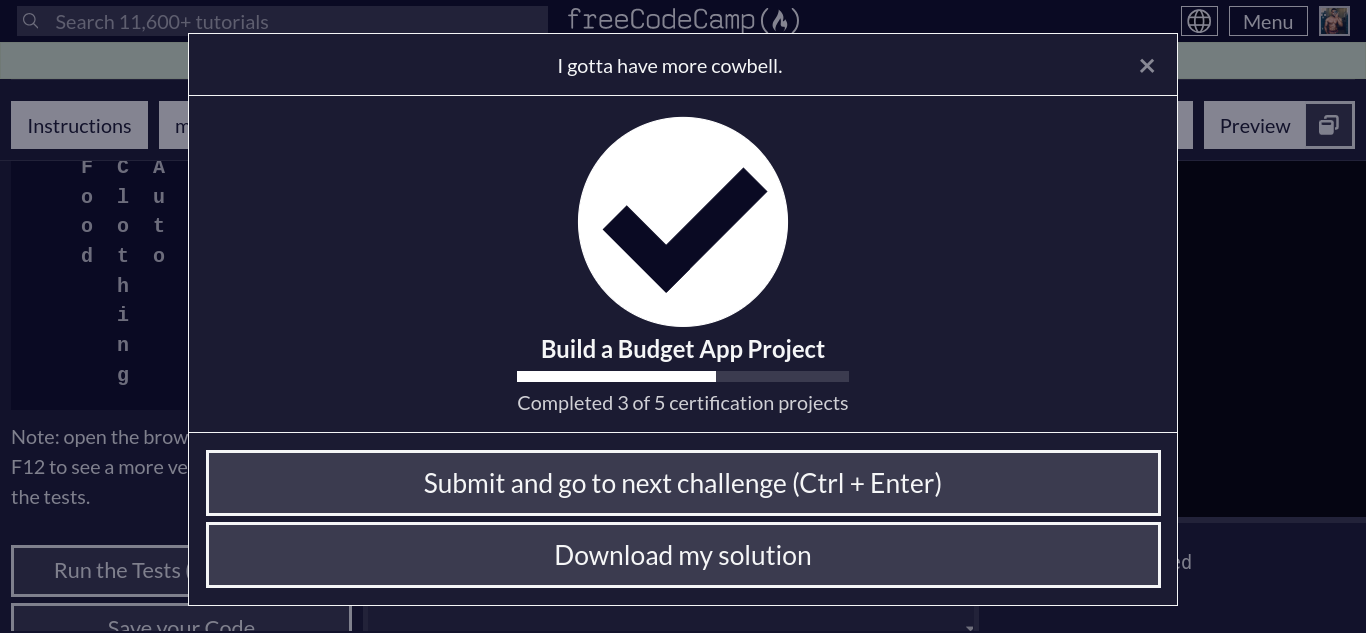 Search 11,600+ tutorials
freeCodeCamp(🔥)
Menu
I gotta have more cowbell.
×
Instructions
m
Preview
F C A
o l u
o o t
d t o
h
i
n
g
Build a Budget App Project
Completed 3 of 5 certification projects
Note: open the brow
F12 to see a more ve
the tests.
Submit and go to next challenge (Ctrl + Enter)
Download my solution
Run the Tests (
ed
Save your Code